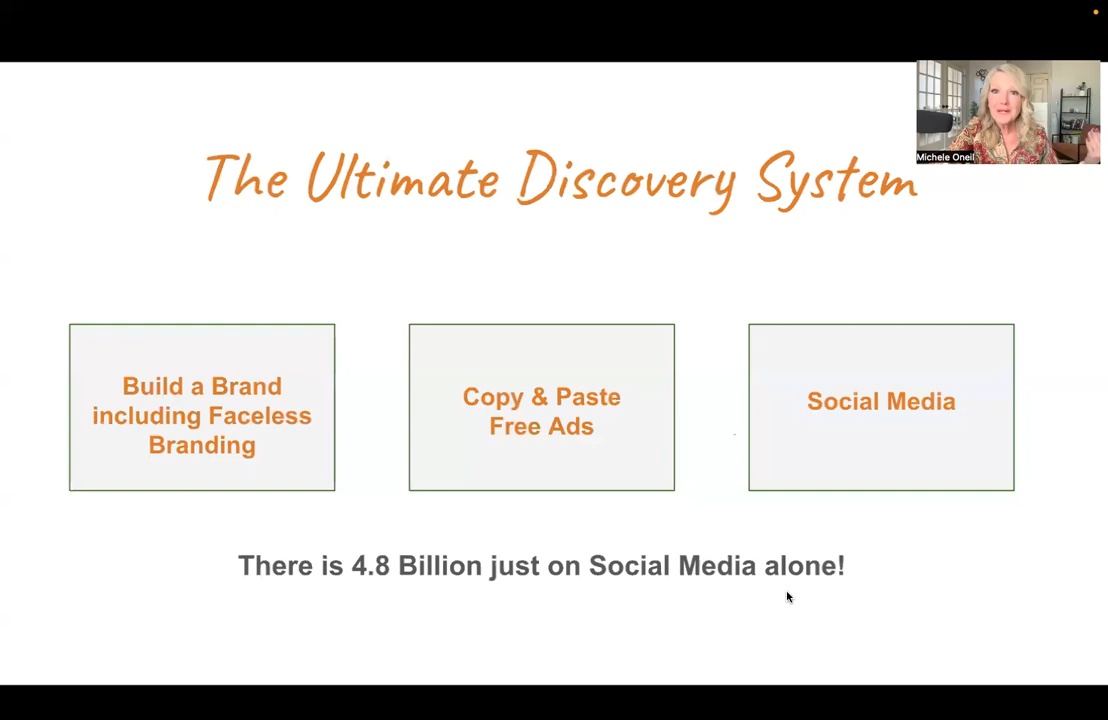 Michele Oneil
The Ultimate Discovery System
Build a Brand
including Faceless
Branding
Copy & Paste
Free Ads
Social Media
There is 4.8 Billion just on Social Media alone!